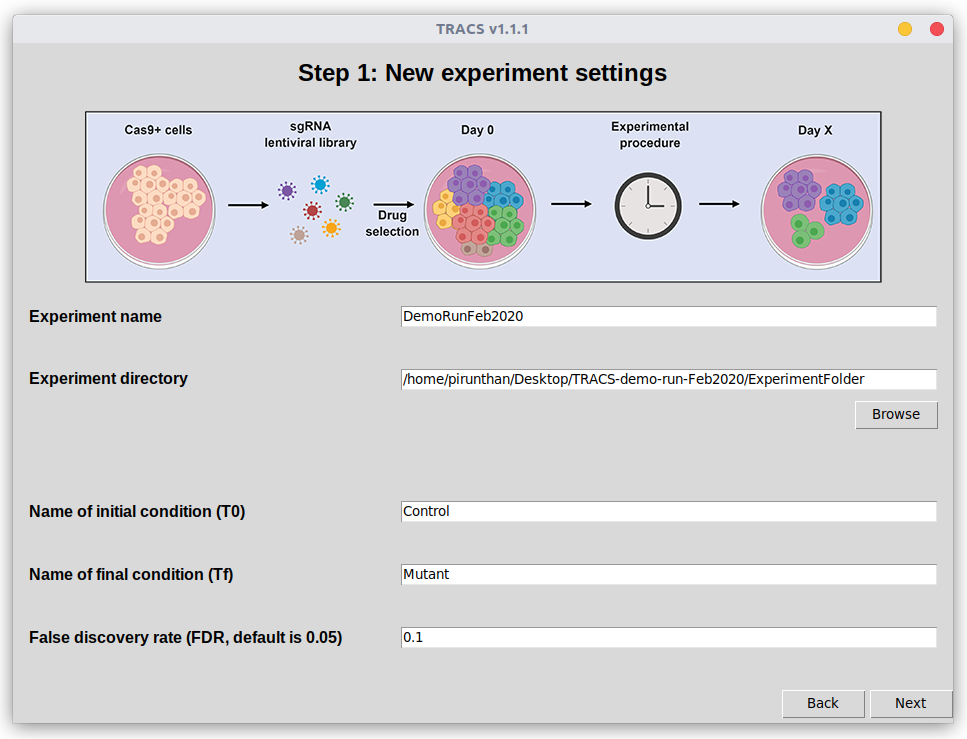 TRACS v1.1.1
Step 1: New experiment settings
Cas9+ cells
sgRNA
lentiviral library
Drug
selection
Day 0
Experimental
procedure
Day X
Experiment name
DemoRunFeb2020
Experiment directory
/home/pirunthan/Desktop/TRACS-demo-run-Feb2020/ExperimentFolder
Browse
Name of initial condition (T0)
Control
Name of final condition (Tf)
Mutant
False discovery rate (FDR, default is 0.05)
0.1
Back
Next